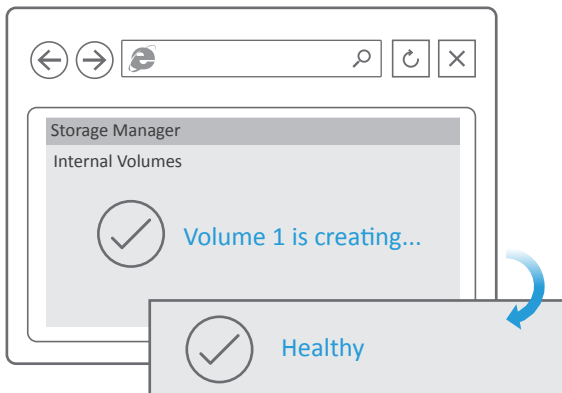 Storage Manager
Internal Volumes
Volume 1 is creating...
Healthy